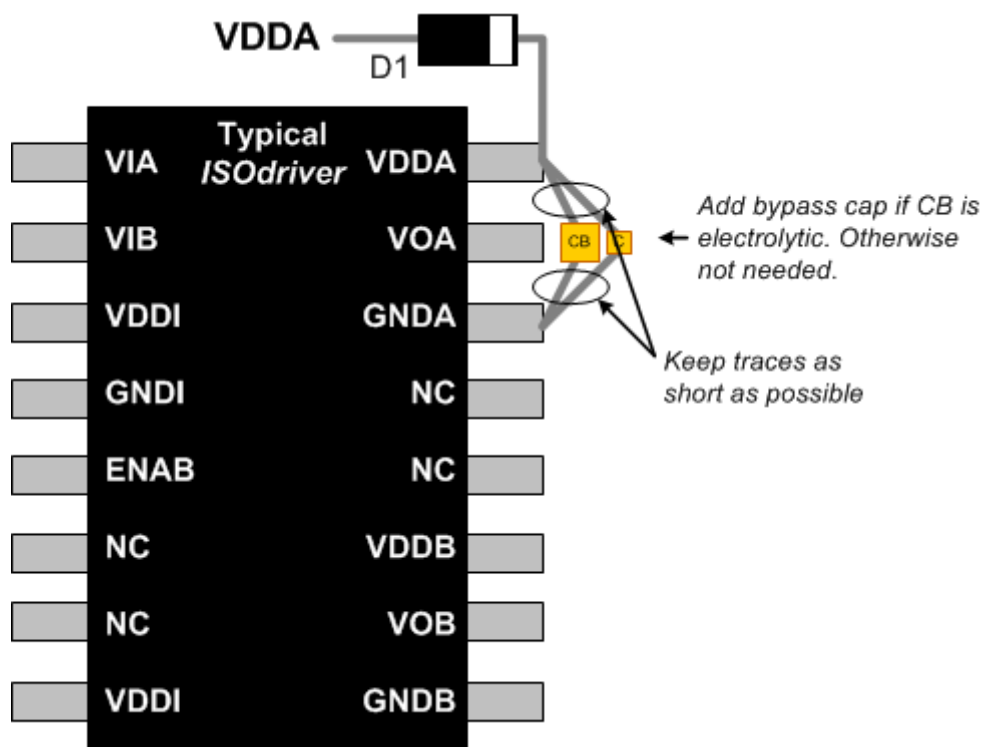 VDDA
D1
Typical
ISOdriver
VIA
VDDA
VIB
VOA
VDDI
GNDA
GNDI
NC
ENAB
NC
NC
VDDB
NC
VOB
VDDI
GNDB
CB
C
Add bypass cap if CB is
electrolytic. Otherwise
not needed.
Keep traces as
short as possible